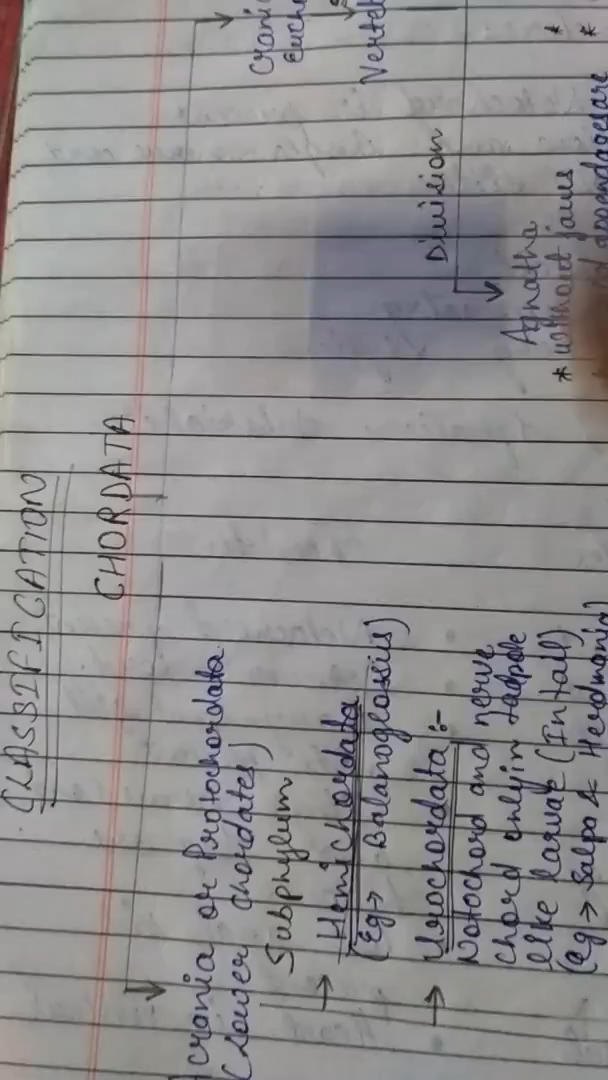 CLASSIFICATION
CHORDATA
Acrania or Protochordata
(Lower chordates)
Subphylum
→ Hemichordata
(Eg → Balanoglossus)
→ Urochordata :-
Notochord and nerve
chord only in tadpole
like larvae (In tail)
(eg → Salpa & Herdmania)
Division
Agnatha
* without jaws